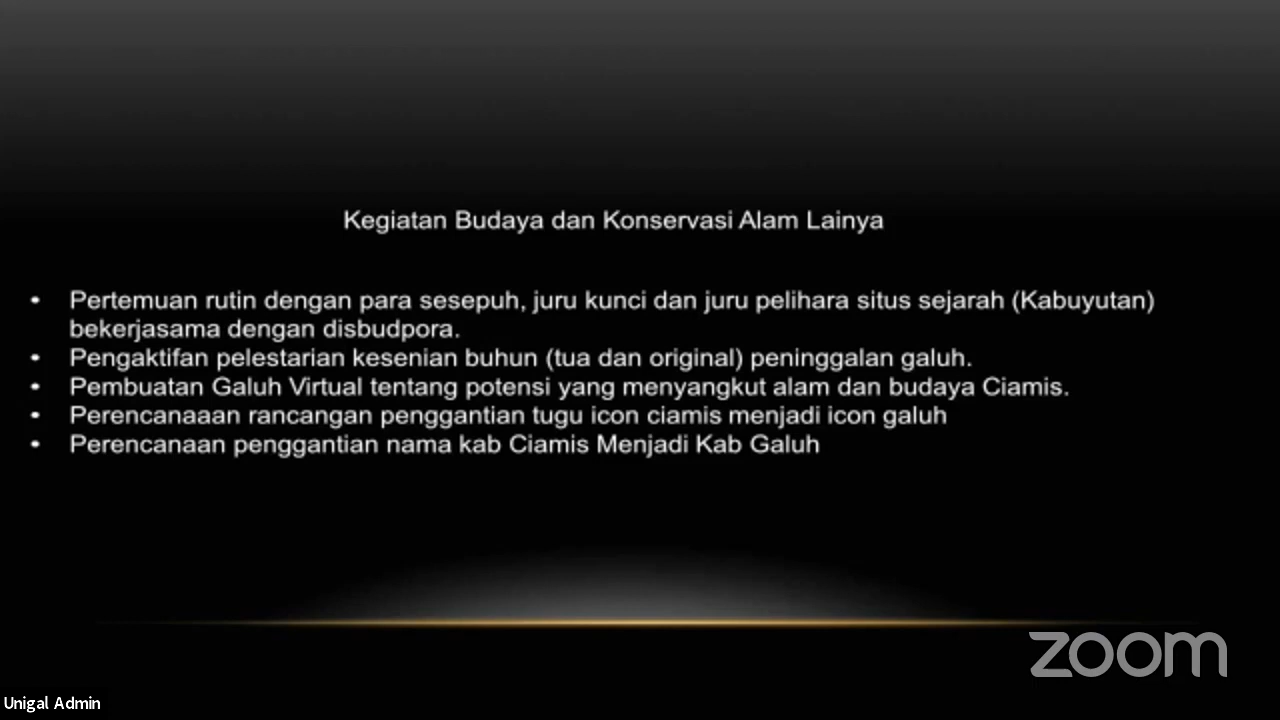 Kegiatan Budaya dan Konservasi Alam Lainya
• Pertemuan rutin dengan para sesepuh, juru kunci dan juru pelihara situs sejarah (Kabuyutan)
bekerjasama dengan disbudpora.
• Pengaktifan pelestarian kesenian buhun (tua dan original) peninggalan galuh.
• Pembuatan Galuh Virtual tentang potensi yang menyangkut alam dan budaya Ciamis.
• Perencanaaan rancangan penggantian tugu icon ciamis menjadi icon galuh
• Perencanaan penggantian nama kab Ciamis Menjadi Kab Galuh
zoom
Unigal Admin